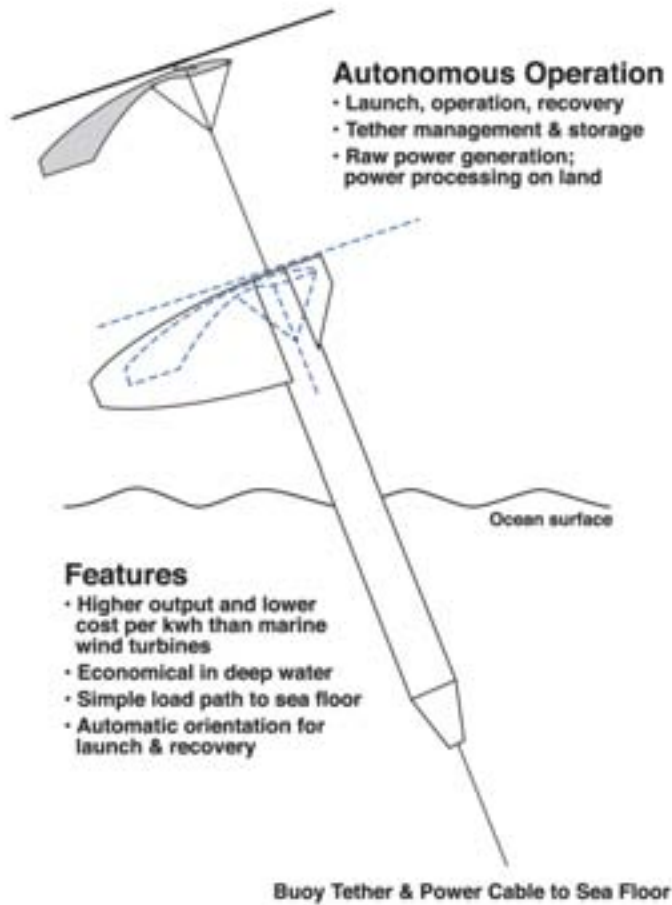 Autonomous Operation
· Launch, operation, recovery
· Tether management & storage
· Raw power generation;
power processing on land
Ocean surface
Features
· Higher output and lower
cost per kwh than marine
wind turbines
· Economical in deep water
· Simple load path to sea floor
· Automatic orientation for
launch & recovery
Buoy Tether & Power Cable to Sea Floor